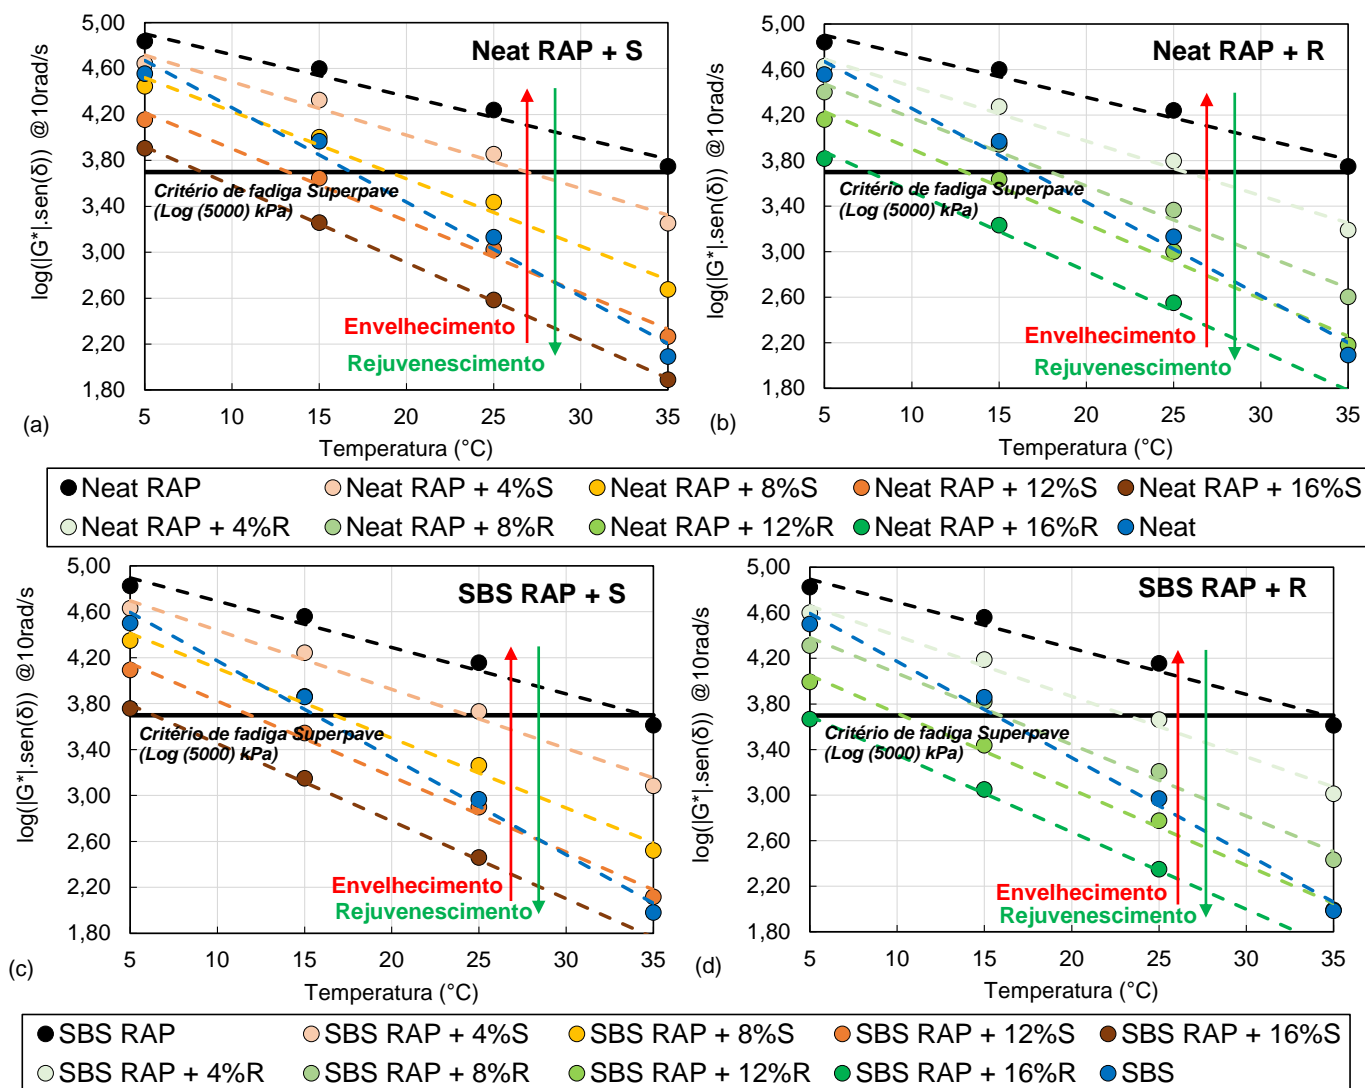 Neat RAP + S
log(|G*|.sen(δ)) @10rad/s
5,00
4,60
4,20
3,80
3,40
3,00
2,60
2,20
1,80
Critério de fadiga Superpave
(Log (5000) kPa)
Envelhecimento
Rejuvenescimento
5 10 15 20 25 30 35
(a)
Temperatura (°C)
Neat RAP + R
log(|G*|.sen(δ)) @10rad/s
5,00
4,60
4,20
3,80
3,40
3,00
2,60
2,20
1,80
Critério de fadiga Superpave
(Log (5000) kPa)
Envelhecimento
Rejuvenescimento
5 10 15 20 25 30 35
(b)
Temperatura (°C)
Neat RAP Neat RAP + 4%S Neat RAP + 8%S Neat RAP + 12%S Neat RAP + 16%S
Neat RAP + 4%R Neat RAP + 8%R Neat RAP + 12%R Neat RAP + 16%R Neat
SBS RAP + S
log(|G*|.sen(δ)) @10rad/s
5,00
4,60
4,20
3,80
3,40
3,00
2,60
2,20
1,80
Critério de fadiga Superpave
(Log (5000) kPa)
Envelhecimento
Rejuvenescimento
5 10 15 20 25 30 35
(c)
Temperatura (°C)
SBS RAP + R
log(|G*|.sen(δ)) @10rad/s
5,00
4,60
4,20
3,80
3,40
3,00
2,60
2,20
1,80
Critério de fadiga Superpave
(Log (5000) kPa)
Envelhecimento
Rejuvenescimento
5 10 15 20 25 30 35
(d)
Temperatura (°C)
SBS RAP SBS RAP + 4%S SBS RAP + 8%S SBS RAP + 12%S SBS RAP + 16%S
SBS RAP + 4%R SBS RAP + 8%R SBS RAP + 12%R SBS RAP + 16%R SBS